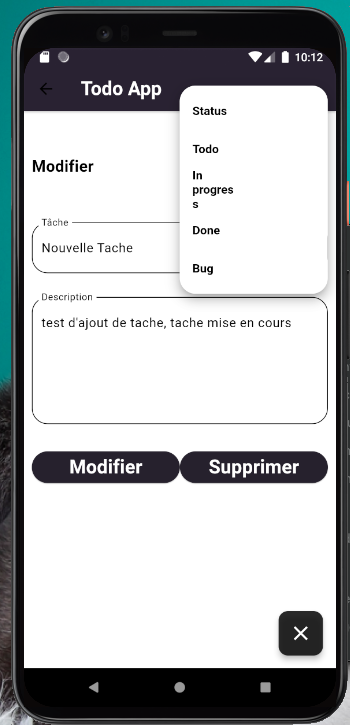 10:12
Todo App
Status
Todo
Modifier
In
progres
s
Tâche
Nouvelle Tache
Done
Bug
Description
test d'ajout de tache, tache mise en cours
Modifier
Supprimer